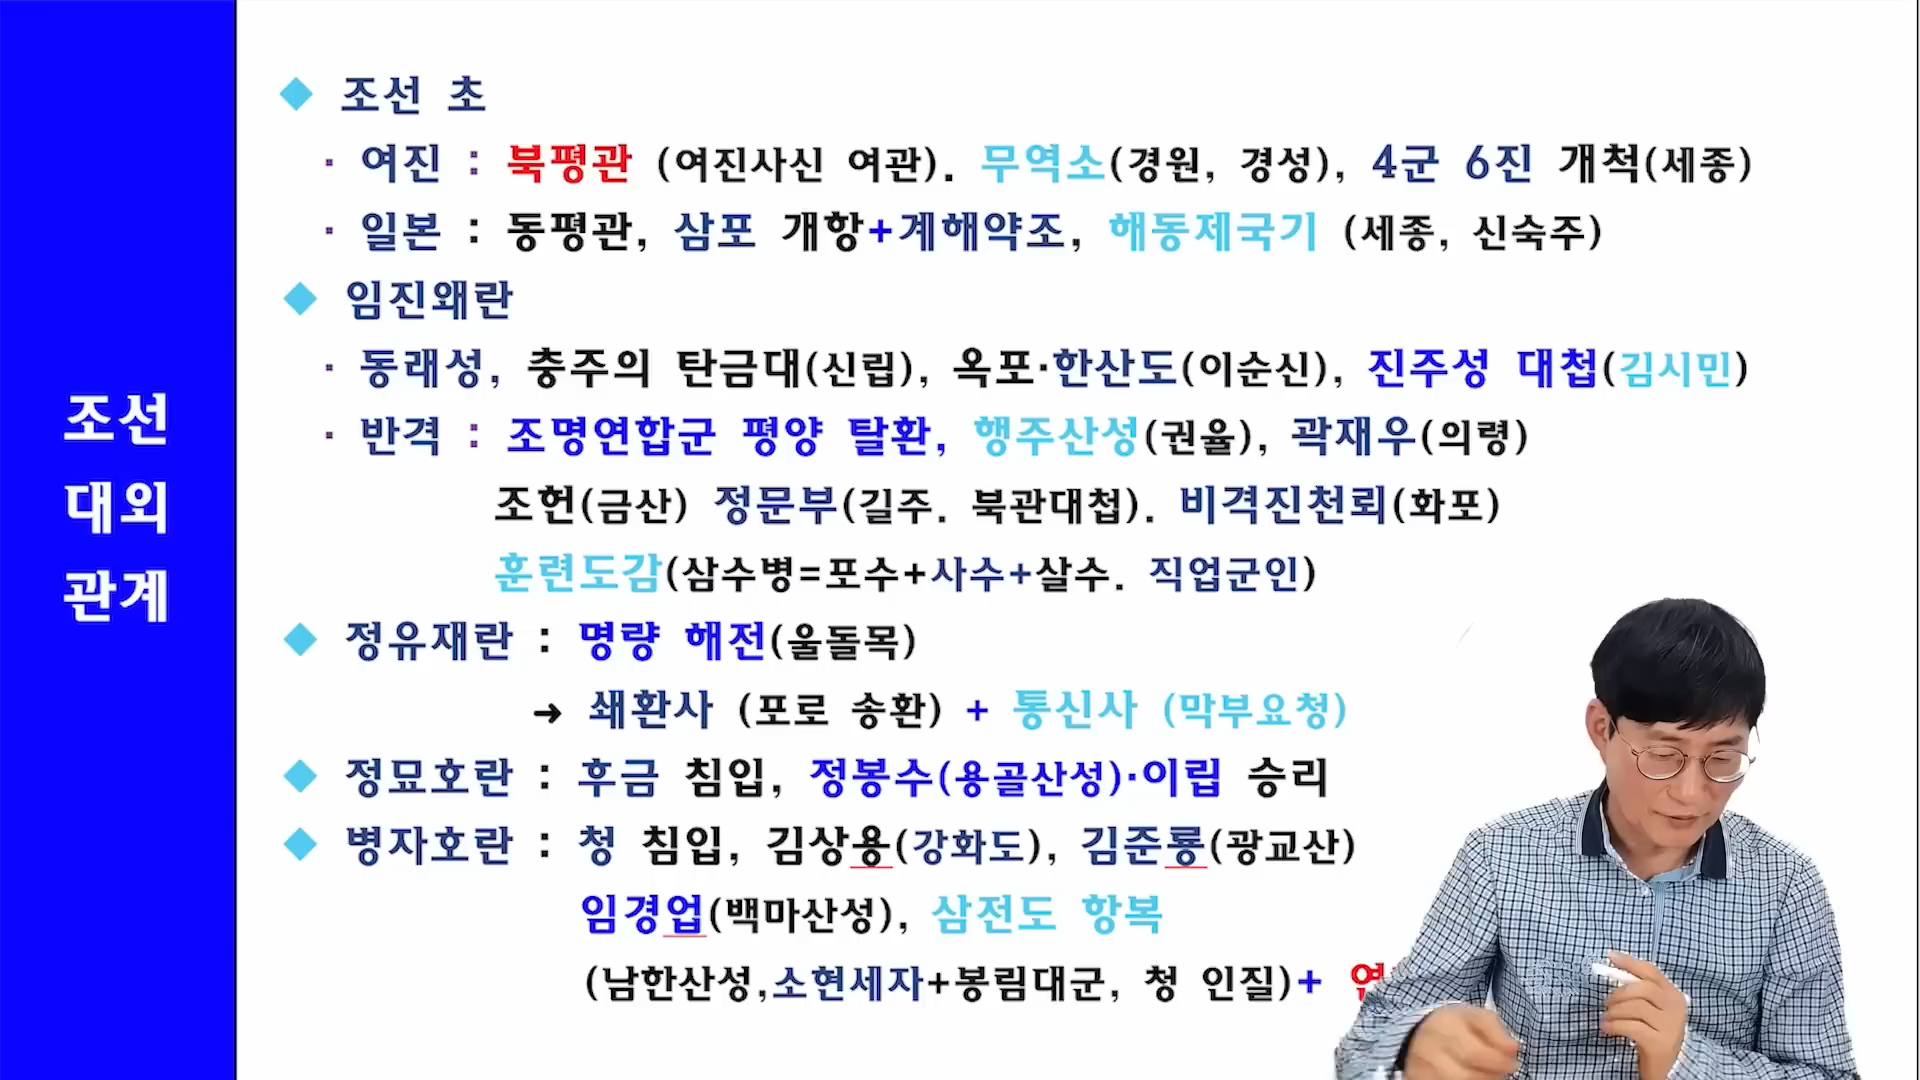 조선
대외
관계
◆ 조선 초
· 여진 : 북평관 (여진사신 여관). 무역소(경원, 경성), 4군 6진 개척(세종)
· 일본 : 동평관, 삼포 개항+계해약조, 해동제국기 (세종, 신숙주)
◆ 임진왜란
· 동래성, 충주의 탄금대(신립), 옥포·한산도(이순신), 진주성 대첩(김시민)
· 반격 : 조명연합군 평양 탈환, 행주산성(권율), 곽재우(의령)
조헌(금산) 정문부(길주. 북관대첩). 비격진천뢰(화포)
훈련도감(삼수병=포수+사수+살수. 직업군인)
◆ 정유재란 : 명량 해전(울돌목)
→ 쇄환사 (포로 송환) + 통신사 (막부요청)
◆ 정묘호란 : 후금 침입, 정봉수(용골산성)·이립 승리
◆ 병자호란 : 청 침입, 김상용(강화도), 김준룡(광교산)
임경업(백마산성), 삼전도 항복
(남한산성,소현세자+봉림대군, 청 인질)+